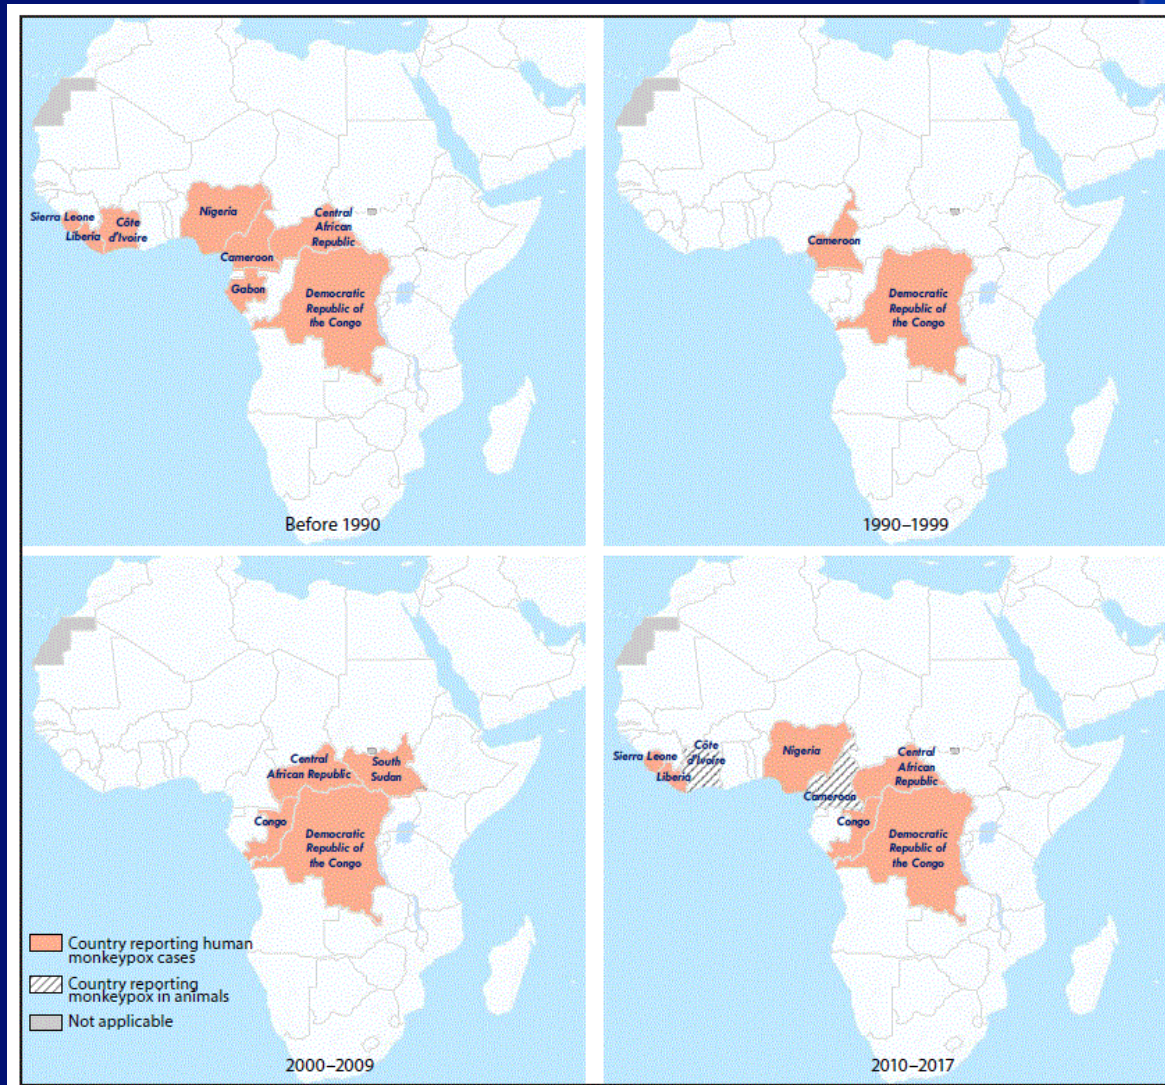 Sierra Leone
Liberia
Côte
d'Ivoire
Nigeria
Cameroon
Gabon
Central
African
Republic
Democratic
Republic of
the Congo
Before 1990
Cameroon
Democratic
Republic of
the Congo
1990–1999
Central
African Republic
South
Sudan
Congo
Democratic
Republic of
the Congo
Country reporting human
monkeypox cases
Country reporting
monkeypox in animals
Not applicable
2000–2009
Sierra Leone
Liberia
Côte
d'Ivoire
Nigeria
Cameroon
Central
African
Republic
Congo
Democratic
Republic of
the Congo
2010–2017